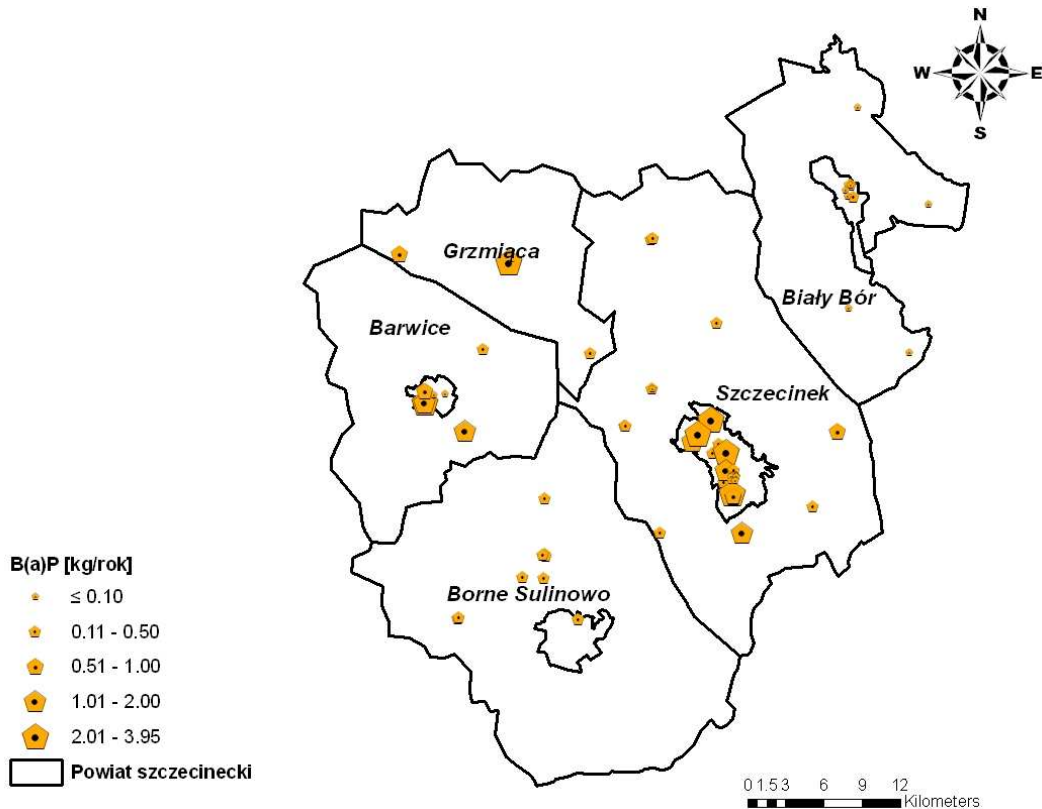 N
W E
S
Grzmiąca
Biały Bór
Barwice
Szczecinek
Borne Sulinowo
B(a)P [kg/rok]
≤ 0.10
0.11 - 0.50
0.51 - 1.00
1.01 - 2.00
2.01 - 3.95
Powiat szczecinecki
0 1.5 3 6 9 12
Kilometers